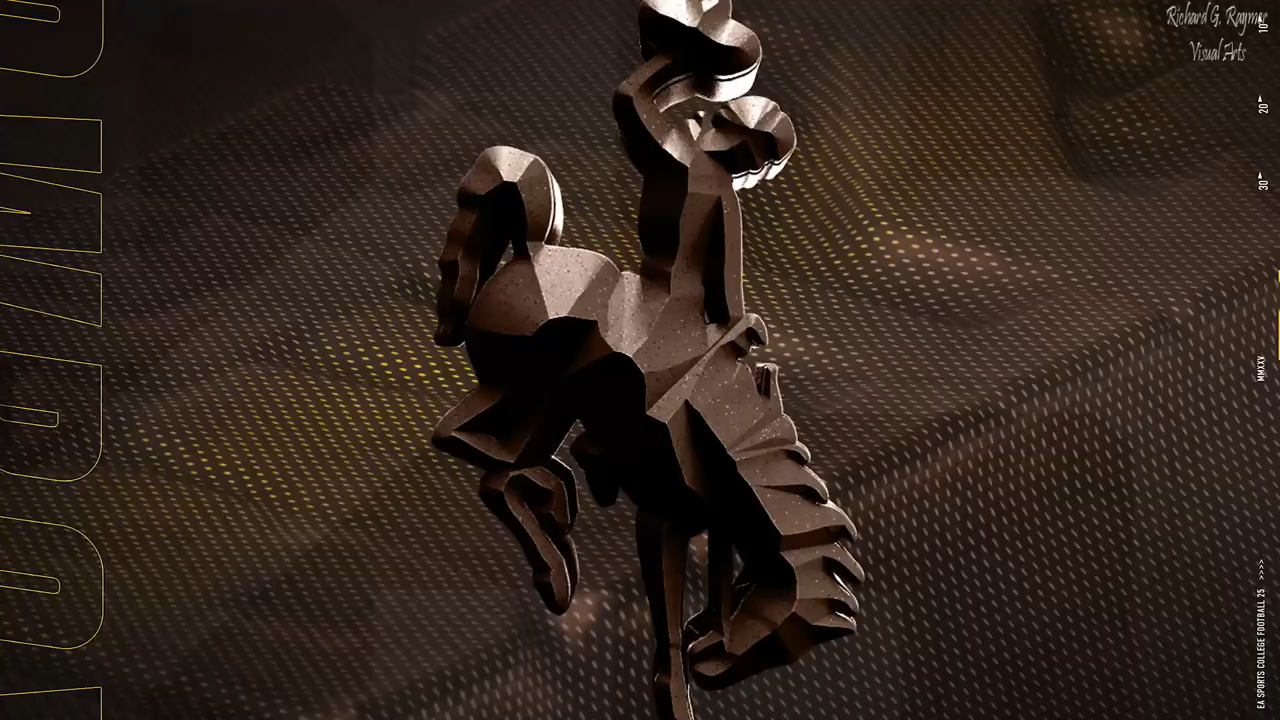 Richard G. Raymer
Visual Arts
10
20
30
MMXXV
EA SPORTS COLLEGE FOOTBALL 25 >>>